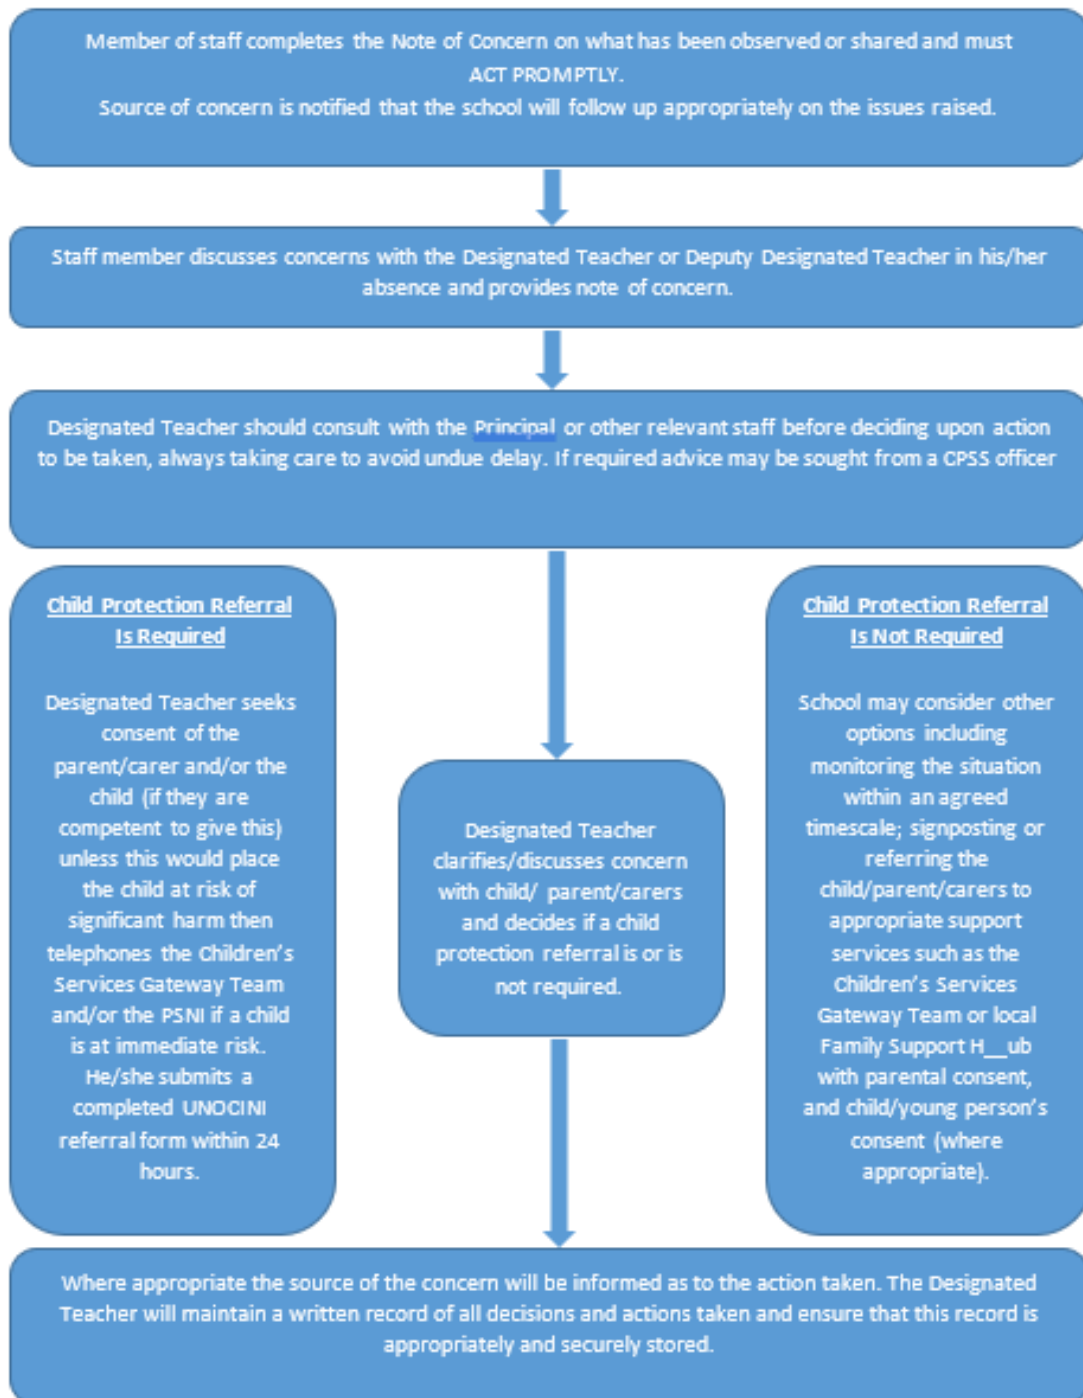 Member of staff completes the Note of Concern on what has been observed or shared and must
ACT PROMPTLY.
Source of concern is notified that the school will follow up appropriately on the issues raised.
Staff member discusses concerns with the Designated Teacher or Deputy Designated Teacher in his/her
absence and provides note of concern.
Designated Teacher should consult with the Principal or other relevant staff before deciding upon action
to be taken, always taking care to avoid undue delay. If required advice may be sought from a CPSS officer
Child Protection Referral
Is Required
Designated Teacher seeks
consent of the
parent/carer and/or the
child (if they are
competent to give this)
unless this would place
the child at risk of
significant harm then
telephones the Children's
Services Gateway Team
and/or the PSNI if a child
is at immediate risk.
He/she submits a
completed UNOCINI
referral form within 24
hours.
Designated Teacher
clarifies/discusses concern
with child/ parent/carers
and decides if a child
protection referral is or is
not required.
Child Protection Referral
Is Not Required
School may consider other
options including
monitoring the situation
within an agreed
timescale; signposting or
referring the
child/parent/carers to
appropriate support
services such as the
Children's Services
Gateway Team or local
Family Support H__ub
with parental consent,
and child/young person's
consent (where
appropriate).
Where appropriate the source of the concern will be informed as to the action taken. The Designated
Teacher will maintain a written record of all decisions and actions taken and ensure that this record is
appropriately and securely stored.